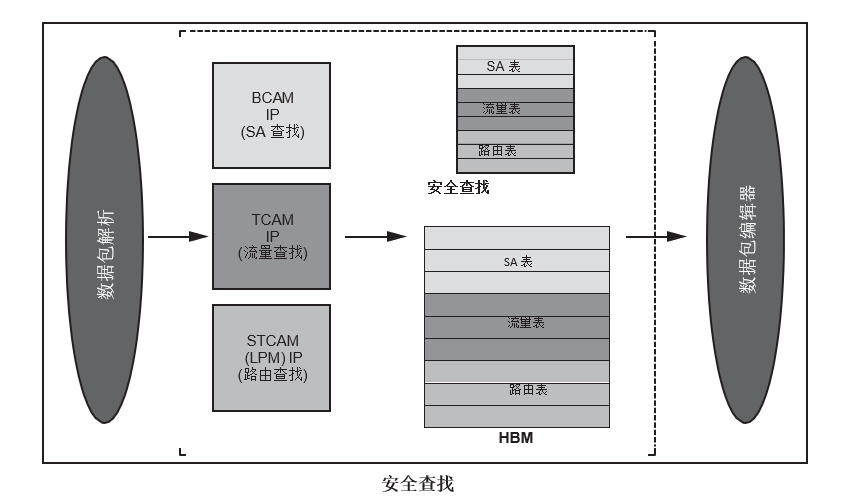 数据包解析
BCAM
IP
(SA 查找)
TCAM
IP
(流量查找)
STCAM
(LPM) IP
(路由查找)
SA 表
流量表
路由表
安全查找
SA 表
流量表
路由表
HBM
数据包编辑器
安全查找